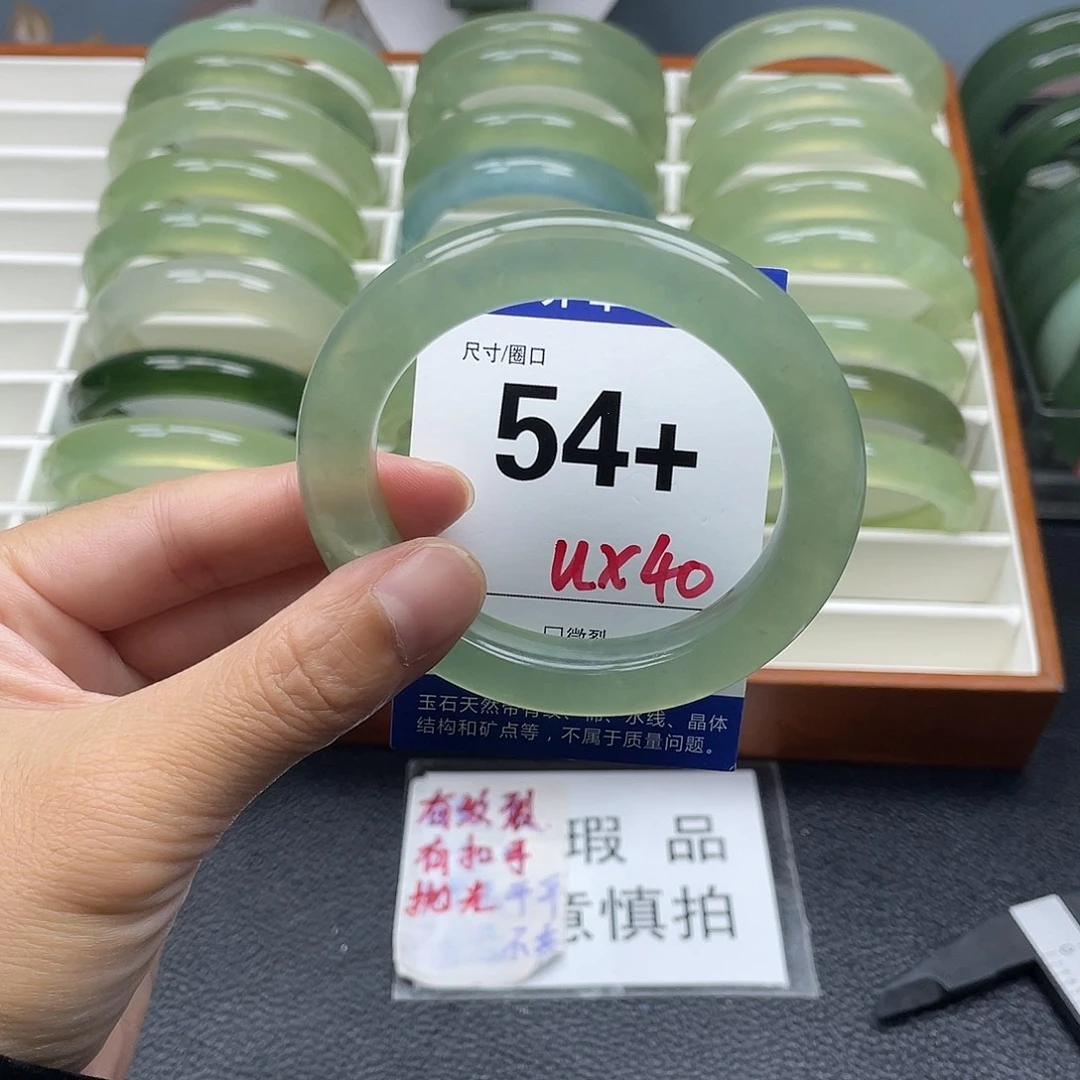 尺寸/圈口
54+
UX40
微裂
玉石天然带有纹、棉、水线、晶体
结构和矿点等，不属于质量问题。
有纹裂
有扣手
抛光
瑕品
意慎拍